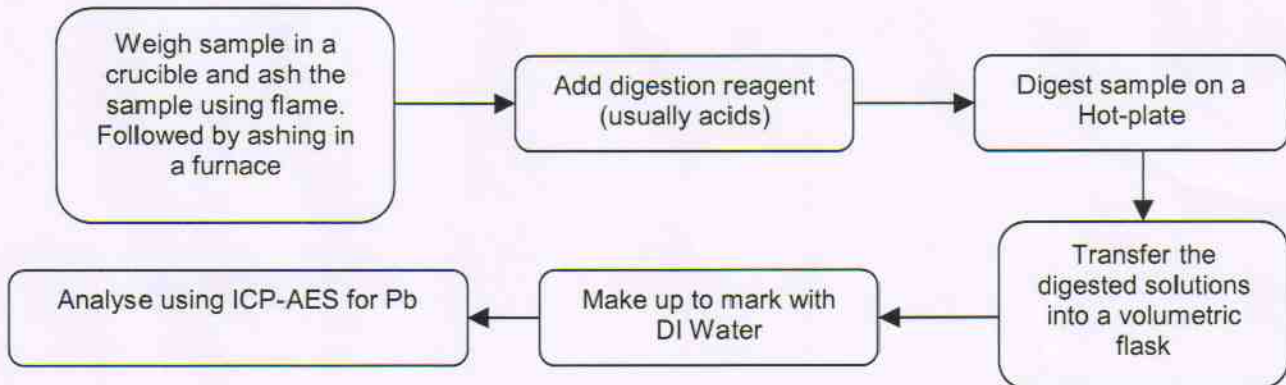 Weigh sample in a
crucible and ash the
sample using flame.
Followed by ashing in
a furnace
Add digestion reagent
(usually acids)
Digest sample on a
Hot-plate
Transfer the
digested solutions
into a volumetric
flask
Make up to mark with
DI Water
Analyse using ICP-AES for Pb